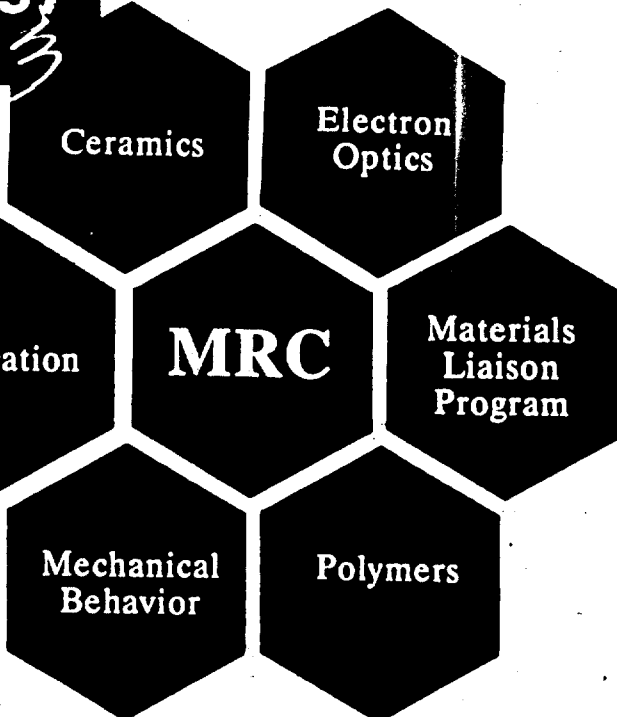 Ceramics
Electron
Optics
ation
MRC
Materials
Liaison
Program
Mechanical
Behavior
Polymers